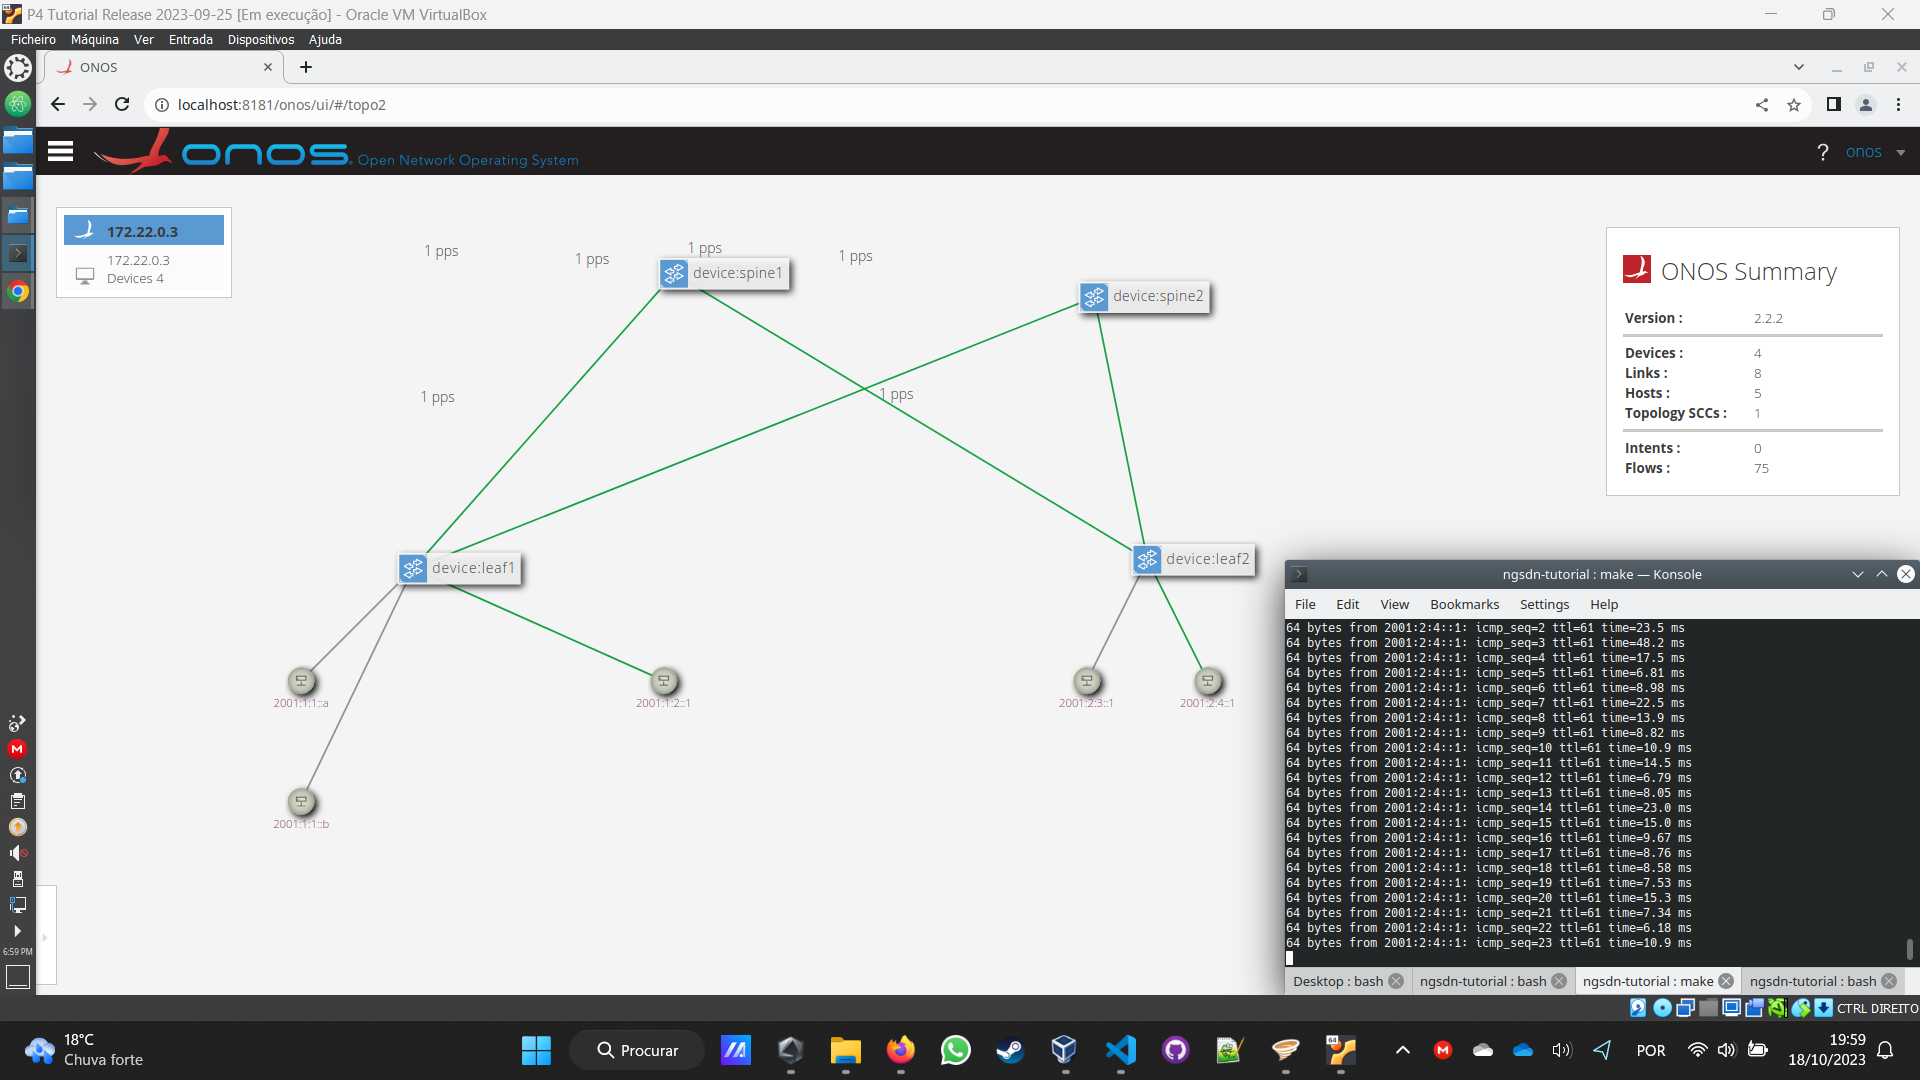 P4 Tutorial Release 2023-09-25 [Em execução] - Oracle VM VirtualBox
Ficheiro Máquina Ver Entrada Dispositivos Ajuda
ONOS
localhost:8181/onos/ui/#/topo2
onos Open Network Operating System
? onos
172.22.0.3
172.22.0.3
Devices 4
1 pps
1 pps
1 pps
1 pps
device:spine1
device:spine2
1 pps
1 pps
device:leaf1
device:leaf2
2001:1:1::a
2001:1:2::1
2001:2:3::1
2001:2:4::1
2001:1:1::b
ONOS Summary
Version : 2.2.2
Devices : 4
Links : 8
Hosts : 5
Topology SCCs : 1
Intents : 0
Flows : 75
ngsdn-tutorial : make — Konsole
File Edit View Bookmarks Settings Help
64 bytes from 2001:2:4::1: icmp_seq=2 ttl=61 time=23.5 ms
64 bytes from 2001:2:4::1: icmp_seq=3 ttl=61 time=48.2 ms
64 bytes from 2001:2:4::1: icmp_seq=4 ttl=61 time=17.5 ms
64 bytes from 2001:2:4::1: icmp_seq=5 ttl=61 time=6.81 ms
64 bytes from 2001:2:4::1: icmp_seq=6 ttl=61 time=8.98 ms
64 bytes from 2001:2:4::1: icmp_seq=7 ttl=61 time=22.5 ms
64 bytes from 2001:2:4::1: icmp_seq=8 ttl=61 time=13.9 ms
64 bytes from 2001:2:4::1: icmp_seq=9 ttl=61 time=8.82 ms
64 bytes from 2001:2:4::1: icmp_seq=10 ttl=61 time=10.9 ms
64 bytes from 2001:2:4::1: icmp_seq=11 ttl=61 time=14.5 ms
64 bytes from 2001:2:4::1: icmp_seq=12 ttl=61 time=6.79 ms
64 bytes from 2001:2:4::1: icmp_seq=13 ttl=61 time=8.05 ms
64 bytes from 2001:2:4::1: icmp_seq=14 ttl=61 time=23.0 ms
64 bytes from 2001:2:4::1: icmp_seq=15 ttl=61 time=15.0 ms
64 bytes from 2001:2:4::1: icmp_seq=16 ttl=61 time=9.67 ms
64 bytes from 2001:2:4::1: icmp_seq=17 ttl=61 time=8.76 ms
64 bytes from 2001:2:4::1: icmp_seq=18 ttl=61 time=8.58 ms
64 bytes from 2001:2:4::1: icmp_seq=19 ttl=61 time=7.53 ms
64 bytes from 2001:2:4::1: icmp_seq=20 ttl=61 time=15.3 ms
64 bytes from 2001:2:4::1: icmp_seq=21 ttl=61 time=7.34 ms
64 bytes from 2001:2:4::1: icmp_seq=22 ttl=61 time=6.18 ms
64 bytes from 2001:2:4::1: icmp_seq=23 ttl=61 time=10.9 ms
Desktop : bash ngsdn-tutorial : bash ngsdn-tutorial : make ngsdn-tutorial : bash
6:59 PM
CTRL DIREITO
18°C
Chuva forte
Procurar
POR
19:59
18/10/2023